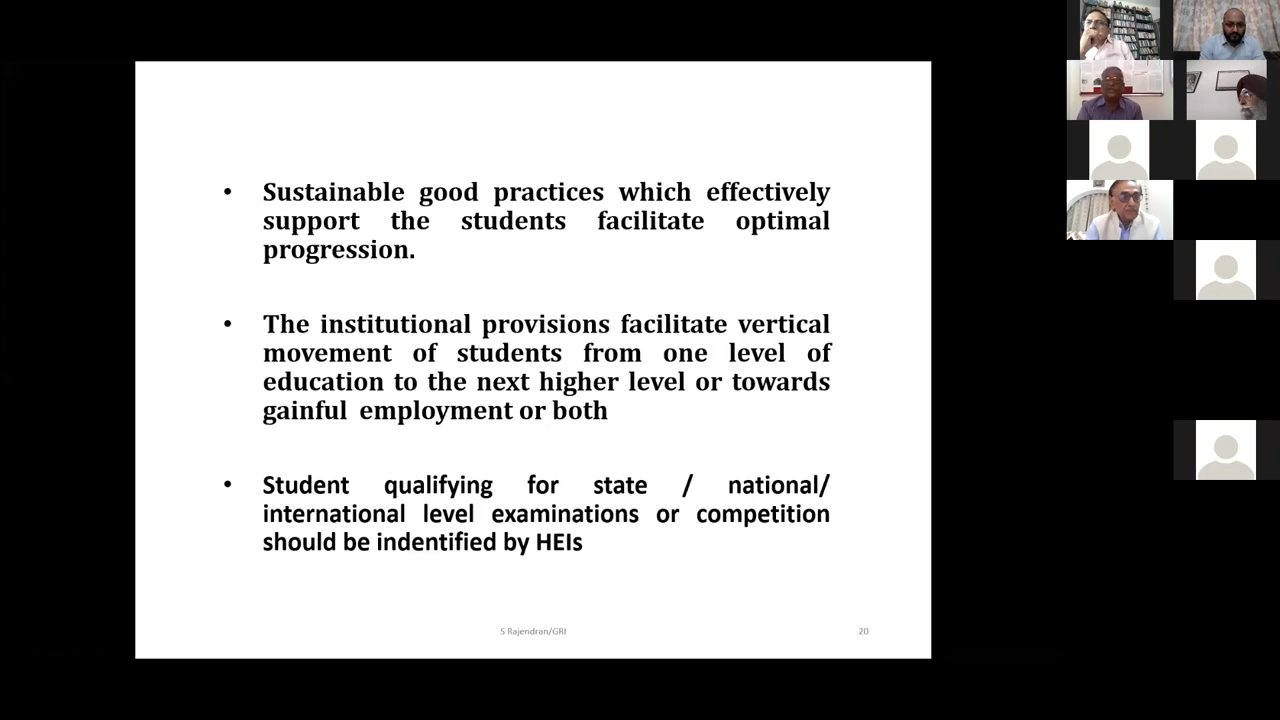 • Sustainable good practices which effectively
support the students facilitate optimal
progression.
• The institutional provisions facilitate vertical
movement of students from one level of
education to the next higher level or towards
gainful employment or both
• Student qualifying for state / national/
international level examinations or competition
should be indentified by HEIs
S Rajendran/GRI
20